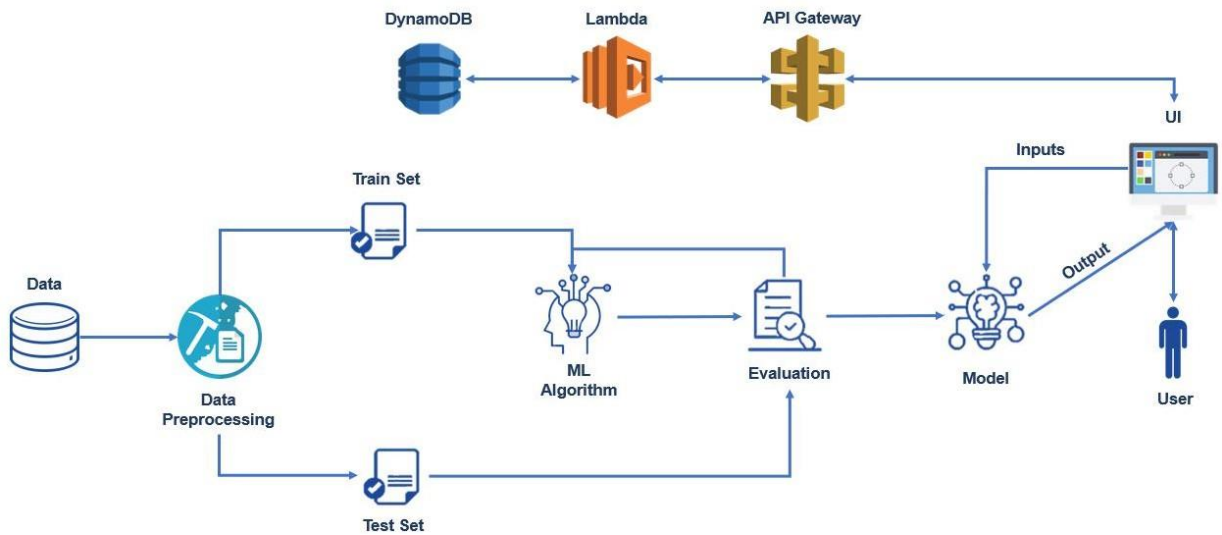 DynamoDB
Lambda
API Gateway
UI
Inputs
Train Set
Output
Data
ML
Algorithm
Evaluation
Model
User
Data
Preprocessing
Test Set